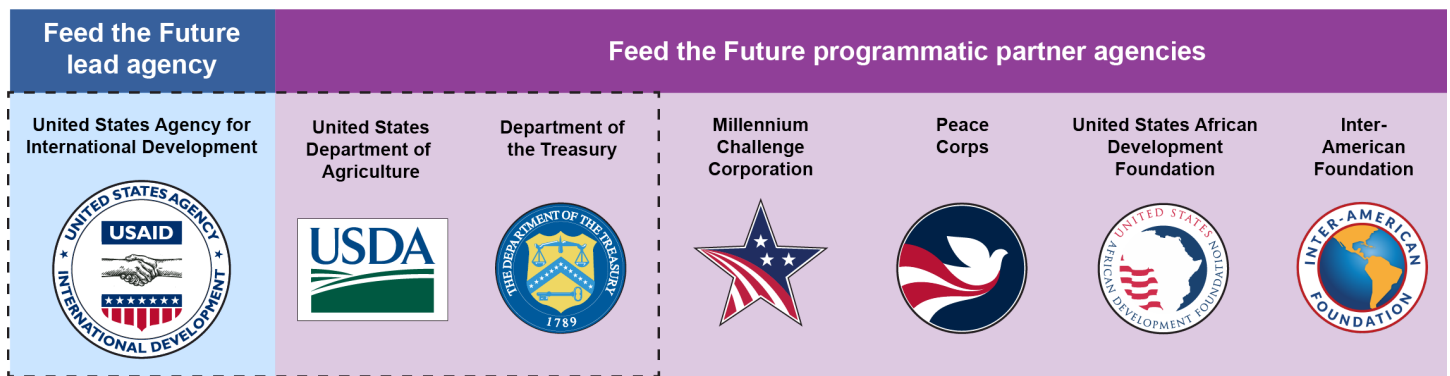 Feed the Future
lead agency
Feed the Future programmatic partner agencies
United States Agency for
International Development
UNITED STATES AGENCY
USAID
INTERNATIONAL DEVELOPMENT
United States
Department of
Agriculture
USDA
Department of
the Treasury
THE DEPARTMENT OF THE TREASURY
1789
Millennium
Challenge
Corporation
Peace
Corps
United States African
Development
Foundation
UNITED STATES
AFRICAN DEVELOPMENT FOUNDATION
Inter-
American
Foundation
INTER-AMERICAN
FOUNDATION